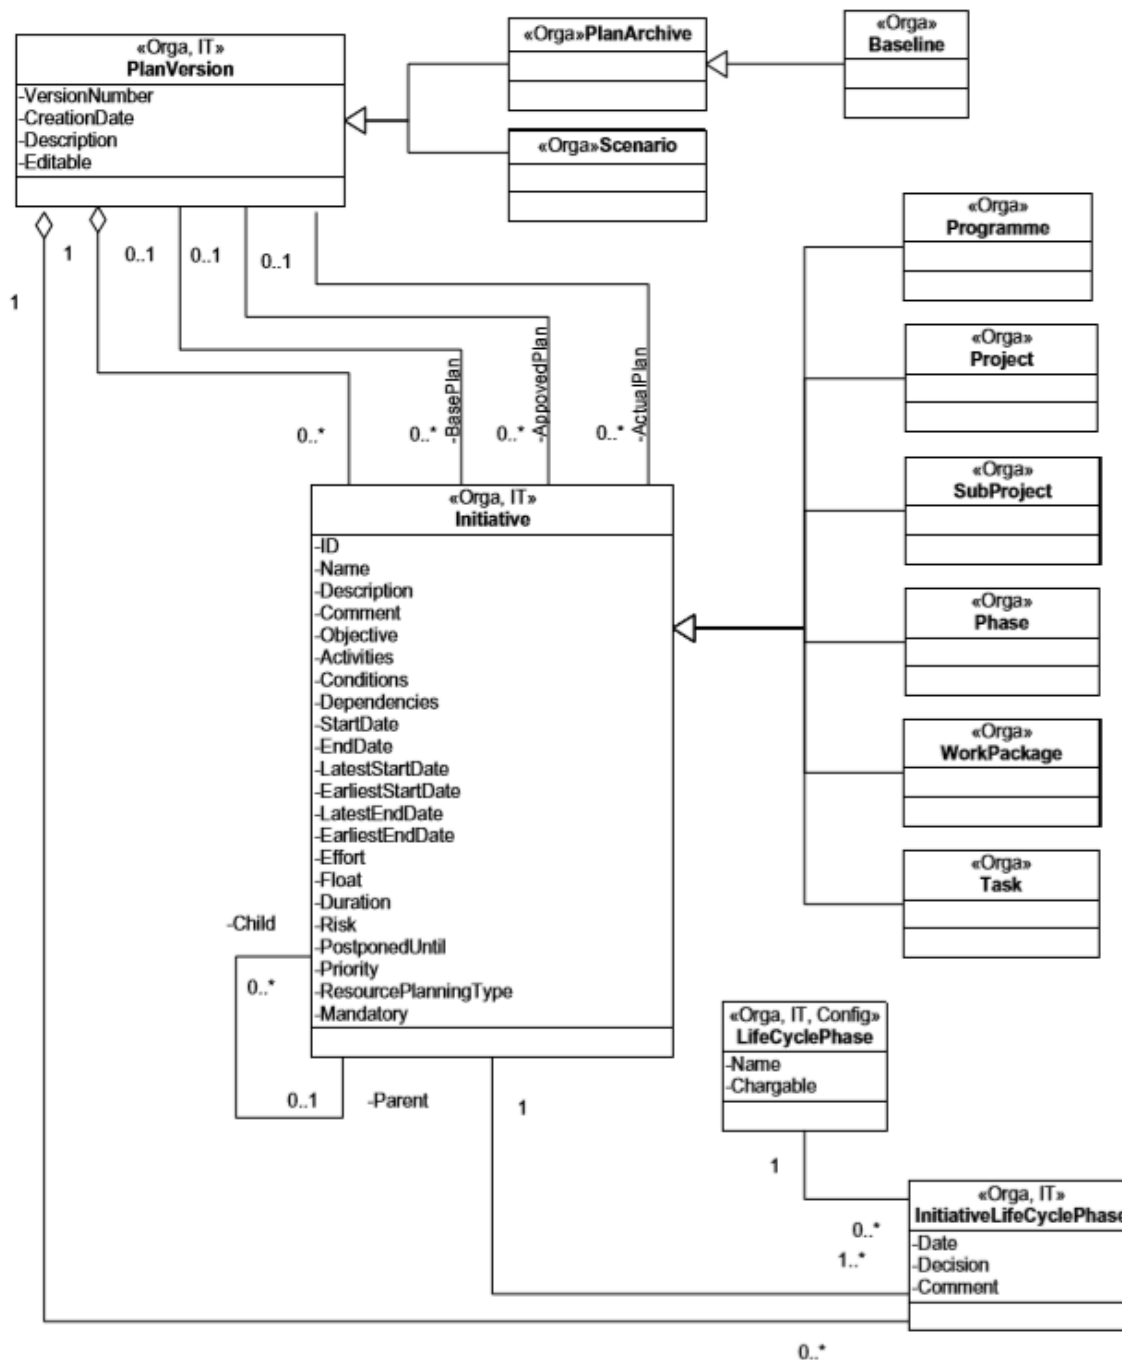 «Orga, IT»
PlanVersion
-VersionNumber
-CreationDate
-Description
-Editable
«Orga»PlanArchive
«Orga»
Baseline
«Orga»Scenario
«Orga»
Programme
«Orga»
Project
«Orga»
SubProject
«Orga»
Phase
«Orga»
WorkPackage
«Orga»
Task
1
1
0..1
0..1
0..1
0..*
0..*
-BasePlan
0..*
-AppovedPlan
0..*
-ActualPlan
«Orga, IT»
Initiative
-ID
-Name
-Description
-Comment
-Objective
-Activities
-Conditions
-Dependencies
-StartDate
-EndDate
-LatestStartDate
-EarliestStartDate
-LatestEndDate
-EarliestEndDate
-Effort
-Float
-Duration
-Risk
-PostponedUntil
-Priority
-ResourcePlanningType
-Mandatory
-Child
0..*
0..1
-Parent
1
«Orga, IT, Config»
LifeCyclePhase
-Name
-Chargable
1
0..*
1..*
«Orga, IT»
InitiativeLifeCyclePhase
-Date
-Decision
-Comment
0..*